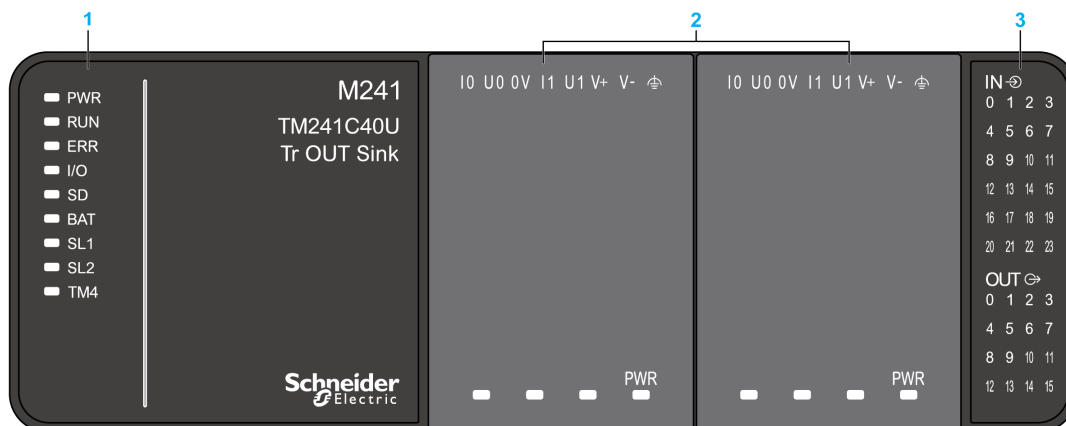 1
2
3
PWR
RUN
ERR
I/O
SD
BAT
SL1
SL2
TM4
M241
TM241C40U
Tr OUT Sink
Schneider
Electric
I0 U0 0V I1 U1 V+ V-
PWR
I0 U0 0V I1 U1 V+ V-
PWR
IN
0 1 2 3
4 5 6 7
8 9 10 11
12 13 14 15
16 17 18 19
20 21 22 23
OUT
0 1 2 3
4 5 6 7
8 9 10 11
12 13 14 15